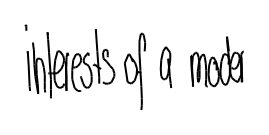 interests of a moder